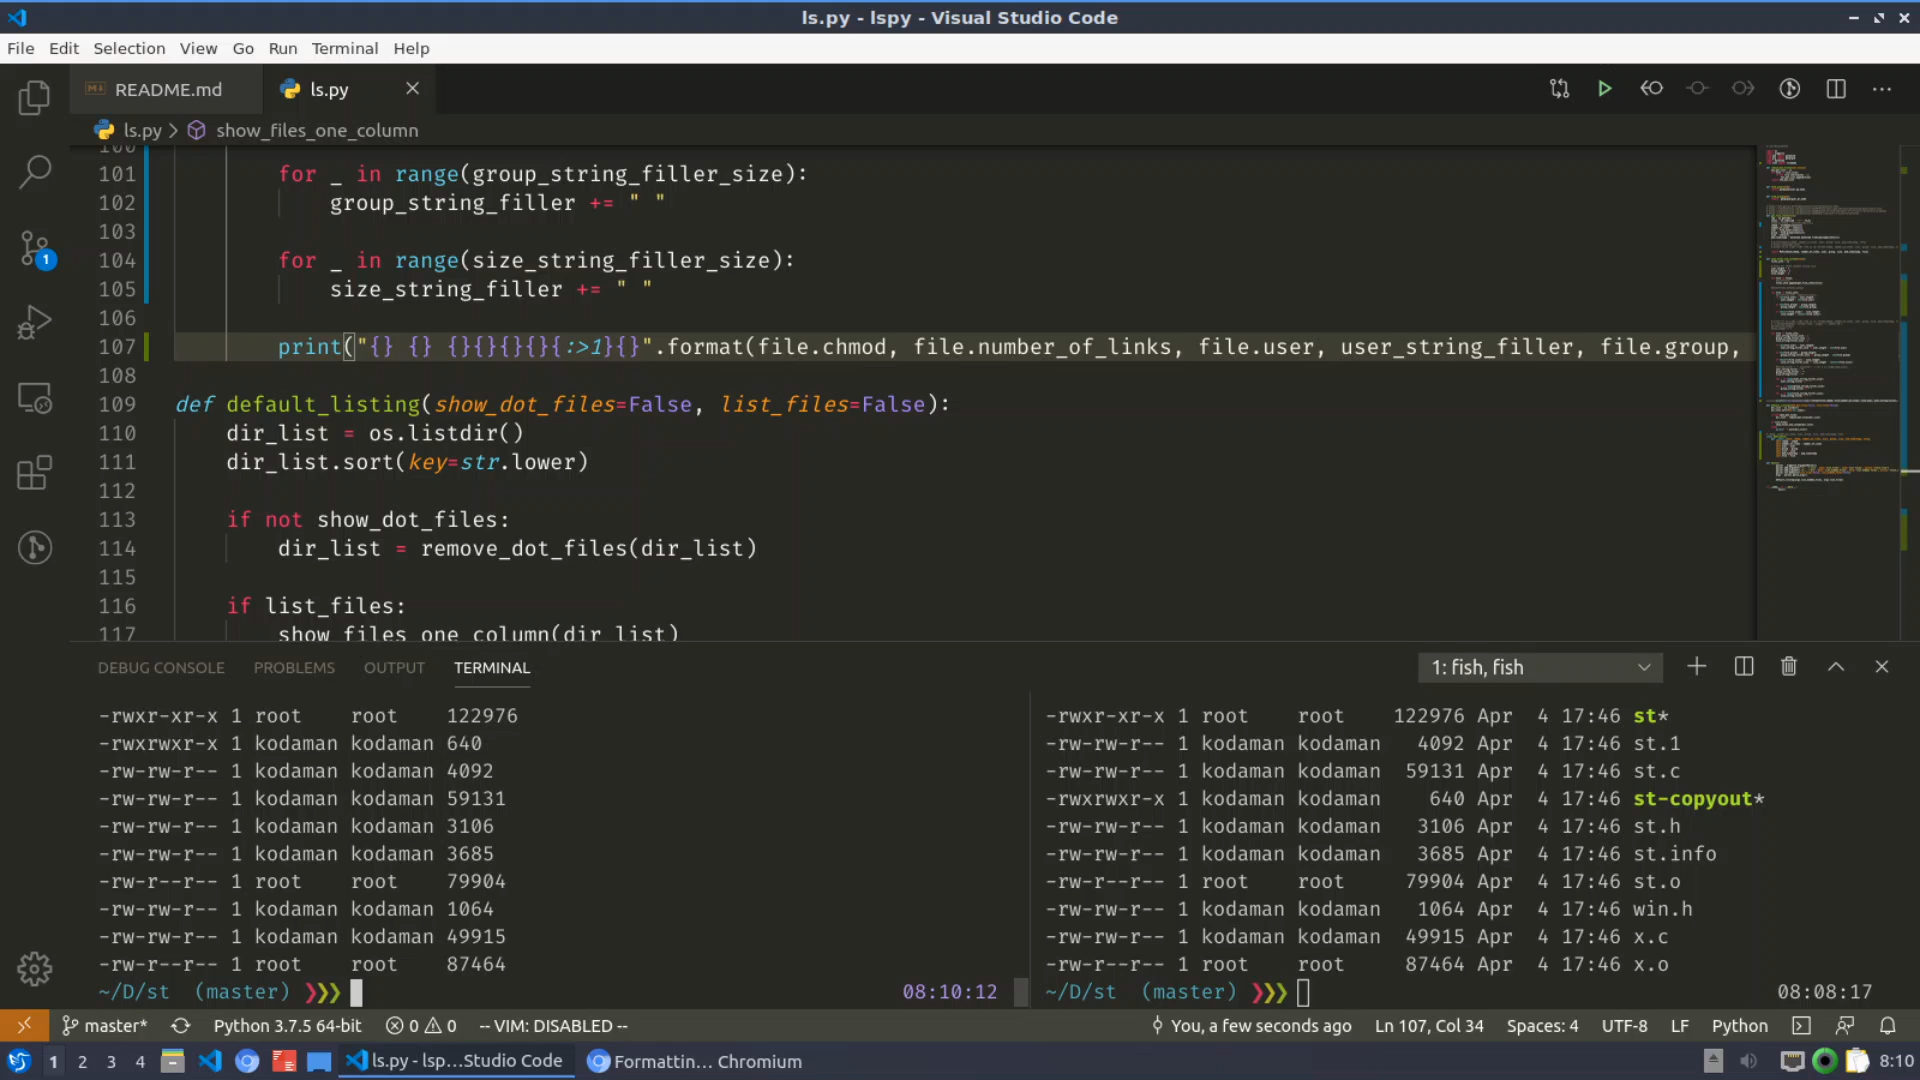 ls.py - lspy - Visual Studio Code
File Edit Selection View Go Run Terminal Help
README.md
ls.py
ls.py > show_files_one_column
100
101 for _ in range(group_string_filler_size):
102 group_string_filler += " "
103
104 for _ in range(size_string_filler_size):
105 size_string_filler += " "
106
107 print("{} {} {}{}{}{}{:>1}{}".format(file.chmod, file.number_of_links, file.user, user_string_filler, file.group,
108
109 def default_listing(show_dot_files=False, list_files=False):
110 dir_list = os.listdir()
111 dir_list.sort(key=str.lower)
112
113 if not show_dot_files:
114 dir_list = remove_dot_files(dir_list)
115
116 if list_files:
117 show_files_one_column(dir_list)
1
DEBUG CONSOLE PROBLEMS OUTPUT TERMINAL
1: fish, fish
-rwxr-xr-x 1 root root 122976
-rwxrwxr-x 1 kodaman kodaman 640
-rw-rw-r-- 1 kodaman kodaman 4092
-rw-rw-r-- 1 kodaman kodaman 59131
-rw-rw-r-- 1 kodaman kodaman 3106
-rw-rw-r-- 1 kodaman kodaman 3685
-rw-r--r-- 1 root root 79904
-rw-rw-r-- 1 kodaman kodaman 1064
-rw-rw-r-- 1 kodaman kodaman 49915
-rw-r--r-- 1 root root 87464
~/D/st (master) ❯❯❯ 08:10:12
-rwxr-xr-x 1 root root 122976 Apr 4 17:46 st*
-rw-rw-r-- 1 kodaman kodaman 4092 Apr 4 17:46 st.1
-rw-rw-r-- 1 kodaman kodaman 59131 Apr 4 17:46 st.c
-rwxrwxr-x 1 kodaman kodaman 640 Apr 4 17:46 st-copyout*
-rw-rw-r-- 1 kodaman kodaman 3106 Apr 4 17:46 st.h
-rw-rw-r-- 1 kodaman kodaman 3685 Apr 4 17:46 st.info
-rw-r--r-- 1 root root 79904 Apr 4 17:46 st.o
-rw-rw-r-- 1 kodaman kodaman 1064 Apr 4 17:46 win.h
-rw-rw-r-- 1 kodaman kodaman 49915 Apr 4 17:46 x.c
-rw-r--r-- 1 root root 87464 Apr 4 17:46 x.o
~/D/st (master) ❯❯❯ 08:08:17
master* Python 3.7.5 64-bit 0 0 -- VIM: DISABLED -- You, a few seconds ago Ln 107, Col 34 Spaces: 4 UTF-8 LF Python
1 2 3 4 ls.py - lsp...Studio Code Formattin... Chromium 8:10